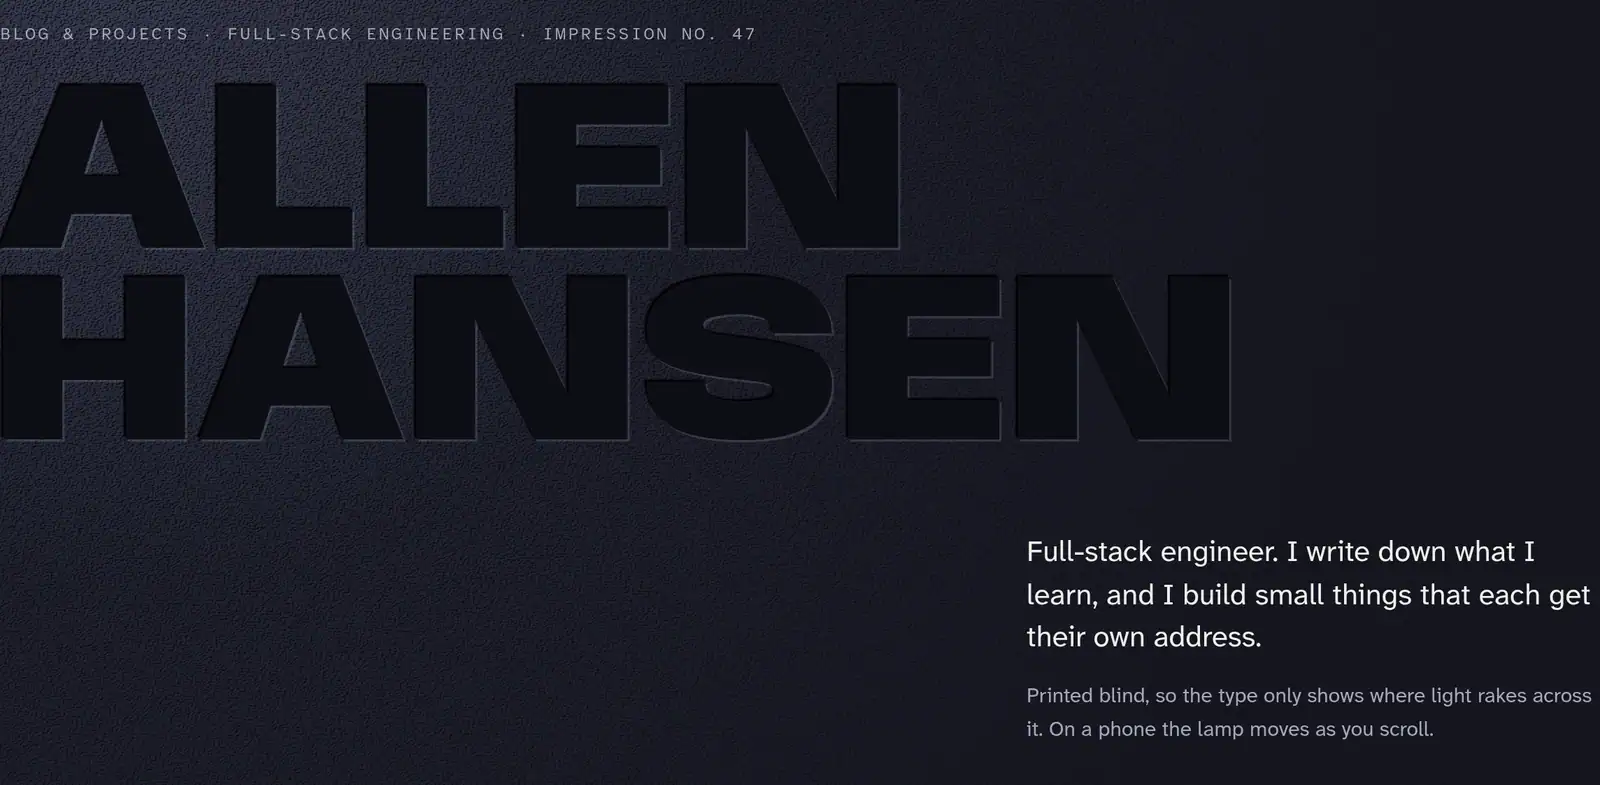 BLOG & PROJECTS · FULL-STACK ENGINEERING · IMPRESSION NO. 47
ALLEN
HANSEN
Full-stack engineer. I write down what I
learn, and I build small things that each get
their own address.
Printed blind, so the type only shows where light rakes across
it. On a phone the lamp moves as you scroll.